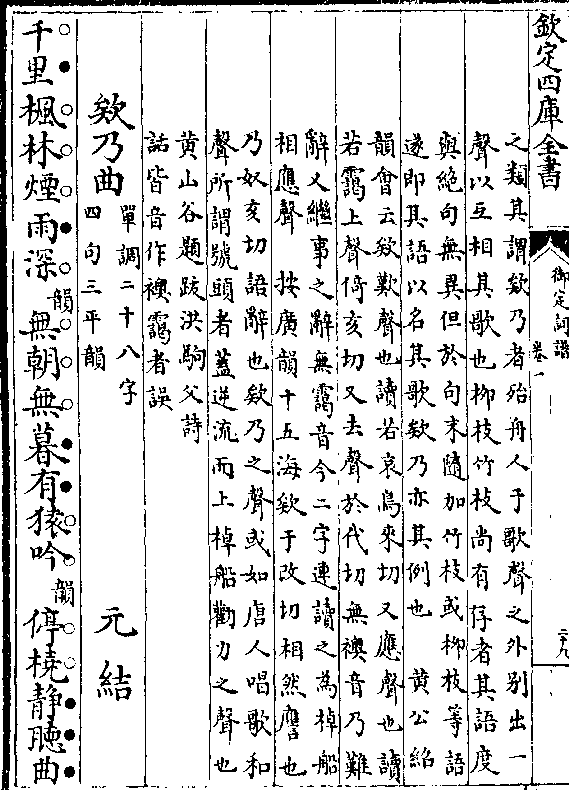 欽定四庫全書
御定詞譜
卷一
二十九
之類其謂欸乃者殆舟人于歌聲之外别出一
聲以互相其歌也柳枝竹枝尚有存者其語度
與絶句無異但於句末隨加竹枝或柳枝等語
遂即其語以名其歌欸乃亦其例也 黄公紹
韻會云欸歎聲也讀若哀烏來切又應聲也讀
若靄上聲倚亥切又去聲於代切無襖音乃難
辭又繼事之辭無靄音今二字連讀之為棹船
相應聲 按廣韻十五海欸于改切相然譍也
乃奴亥切語辭也欸乃之聲或如唐人唱歌和
聲所謂號頭者蓋逆流而上棹船勸力之聲也
黄山谷題跋洪駒父詩
話皆音作襖靄者誤
欸乃曲 單調二十八字
四句三平韻 元結
千里楓林煙雨深韻無朝無暮有猿吟韻停橈靜聽曲